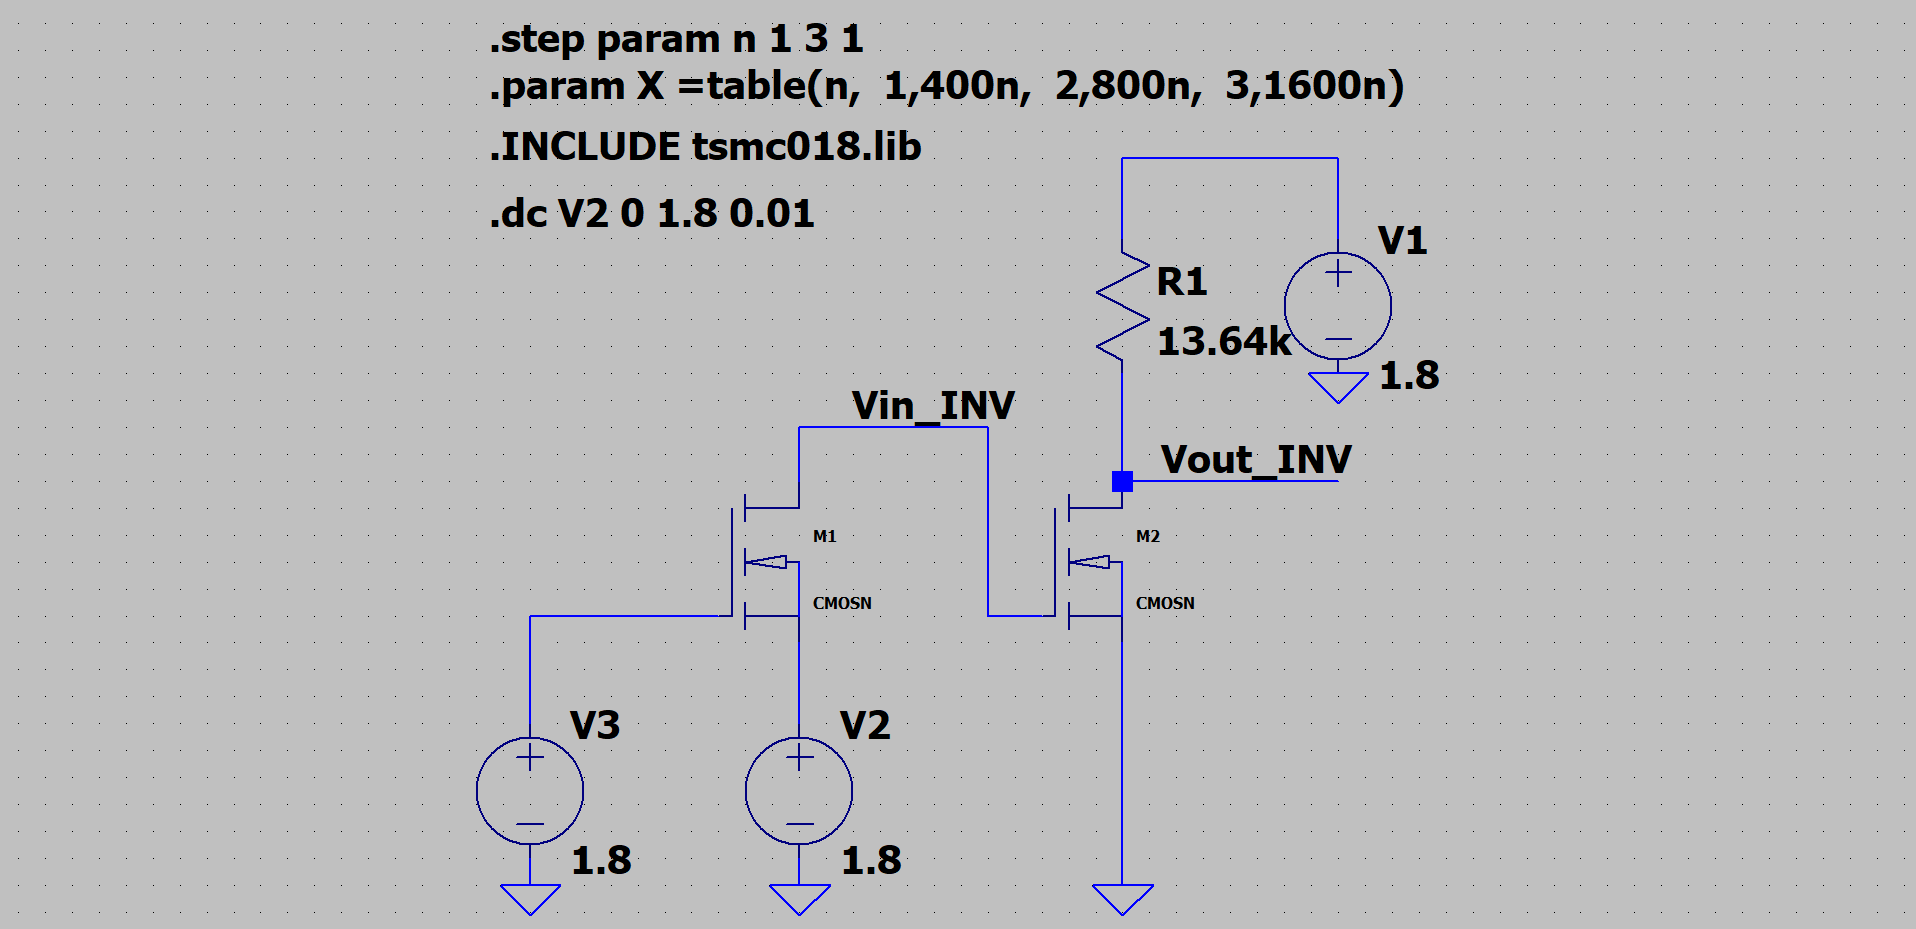 .step param n 1 3 1
.param X =table(n,  1,400n,  2,800n,  3,1600n)
.INCLUDE tsmc018.lib
.dc V2 0 1.8 0.01
V1
R1
13.64k
1.8
Vin_INV
Vout_INV
M1
M2
CMOSN
CMOSN
V3
V2
1.8
1.8